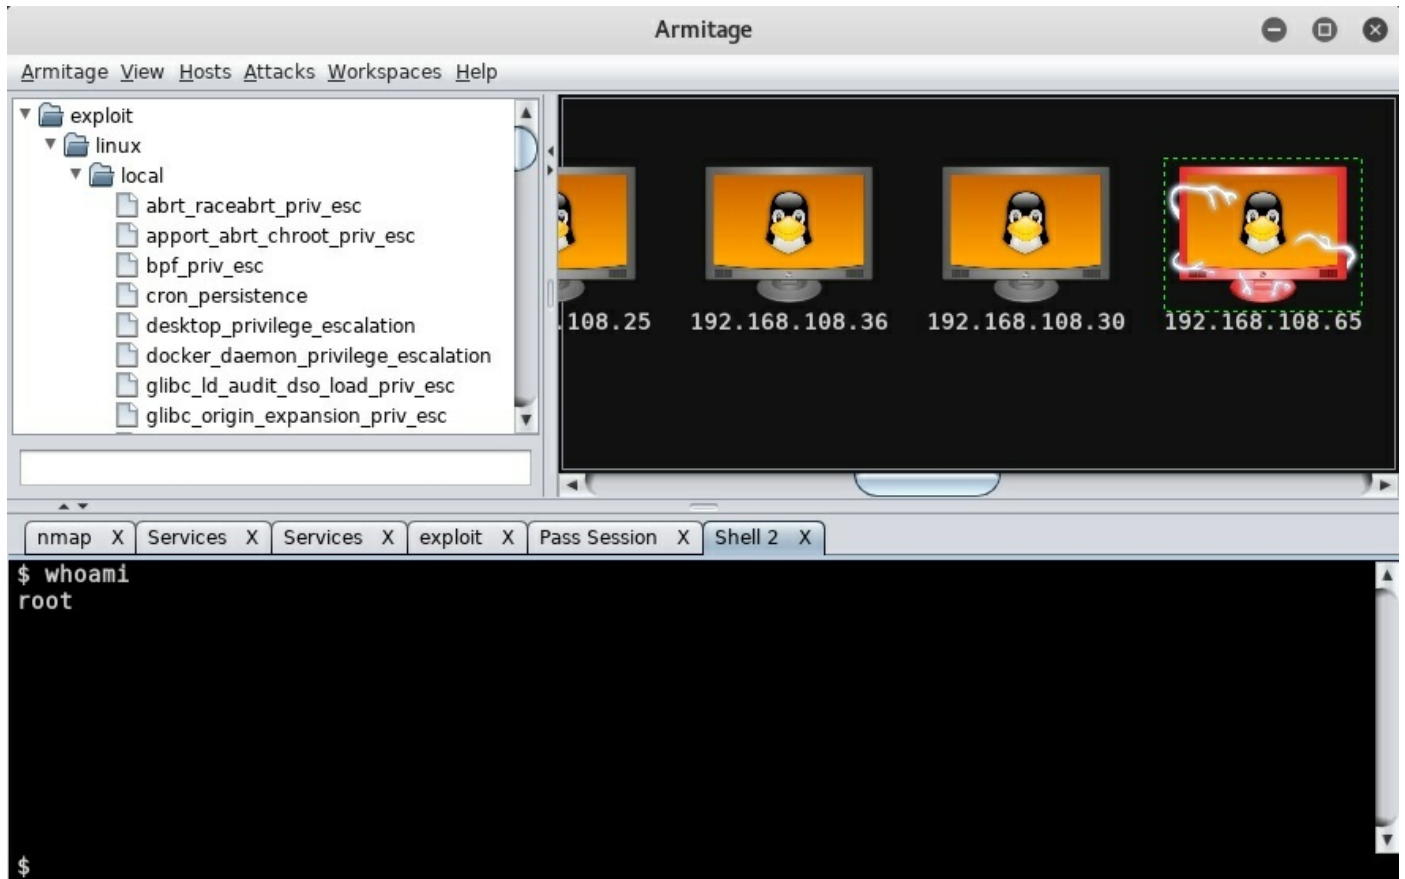 Armitage
Armitage View Hosts Attacks Workspaces Help
exploit
linux
local
abrt_raceabrt_priv_esc
apport_abrt_chroot_priv_esc
bpf_priv_esc
cron_persistence
desktop_privilege_escalation
docker_daemon_privilege_escalation
glibc_ld_audit_dso_load_priv_esc
glibc_origin_expansion_priv_esc
.108.25 192.168.108.36 192.168.108.30 192.168.108.65
nmap X Services X Services X exploit X Pass Session X Shell 2 X
$ whoami
root
$